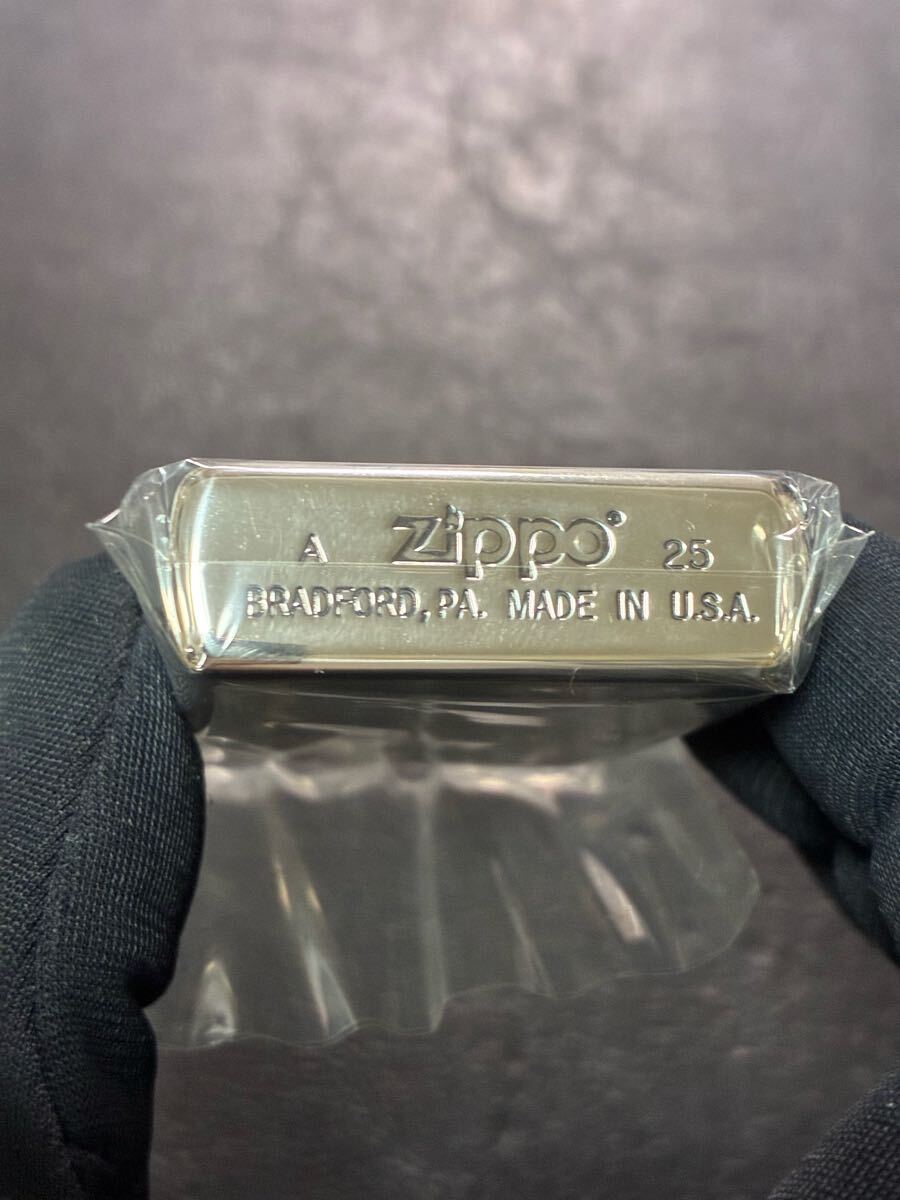 A Zippo® 25
BRADFORD, PA. MADE IN U.S.A.